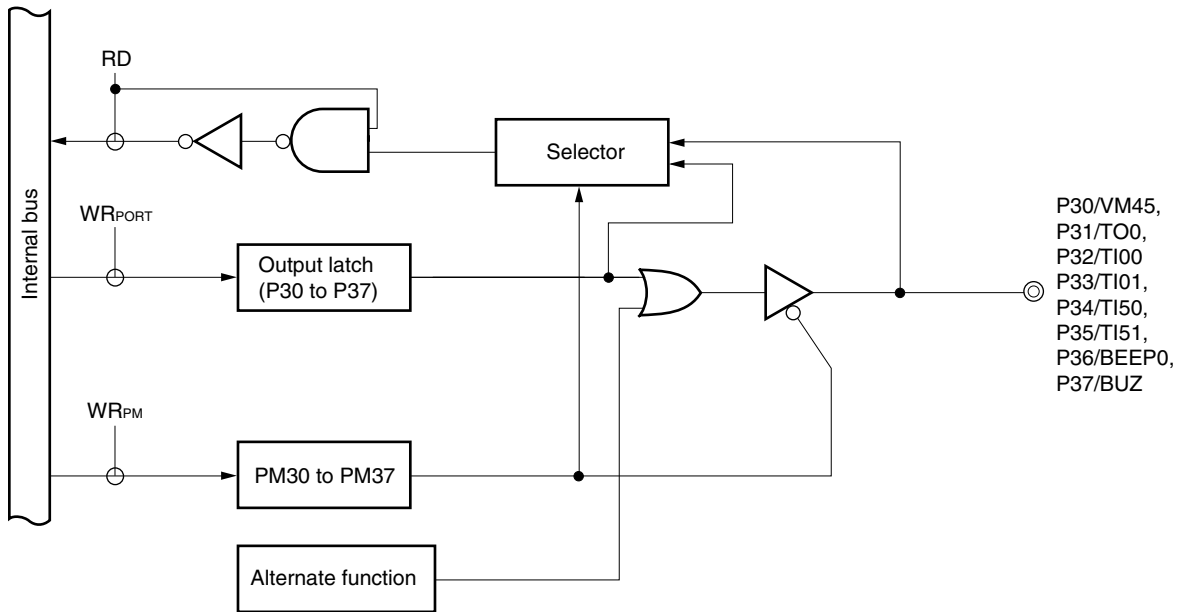 RD
Selector
Internal bus
WRPORT
Output latch
(P30 to P37)
P30/VM45,
P31/TO0,
P32/TI00
P33/TI01,
P34/TI50,
P35/TI51,
P36/BEEP0,
P37/BUZ
WRPM
PM30 to PM37
Alternate function